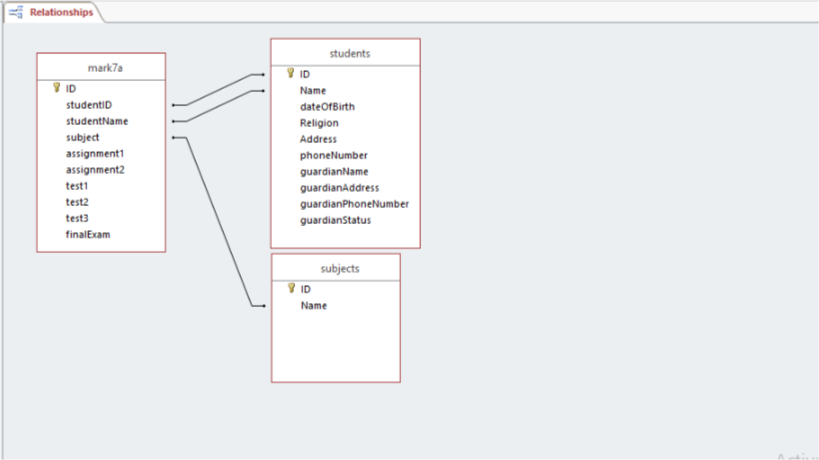 Relationships
mark7a
ID
studentID
studentName
subject
assignment1
assignment2
test1
test2
test3
finalExam
students
ID
Name
dateOfBirth
Religion
Address
phoneNumber
guardianName
guardianAddress
guardianPhoneNumber
guardianStatus
subjects
ID
Name